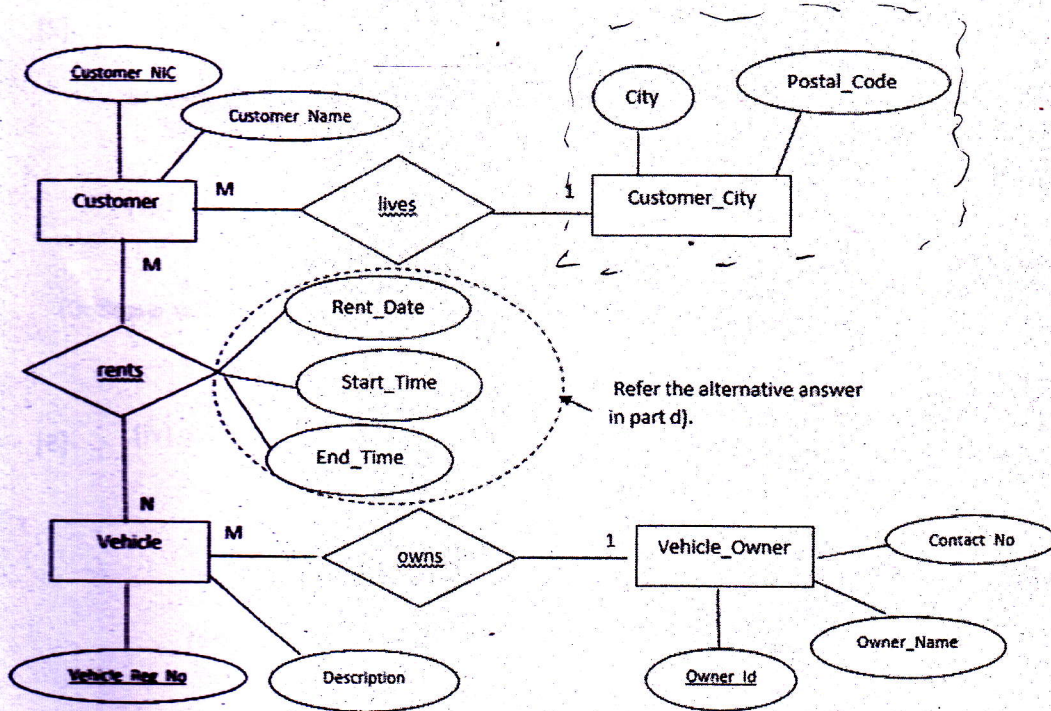 Customer_NIC
Customer_Name
City
Postal_Code
Customer
M
lives
1
Customer_City
M
Rent_Date
rents
Start_Time
Refer the alternative answer
in part d).
End_Time
N
Vehicle
M
owns
1
Vehicle_Owner
Contact_No
Owner_Name
Vehicle_Reg_No
Description
Owner_Id